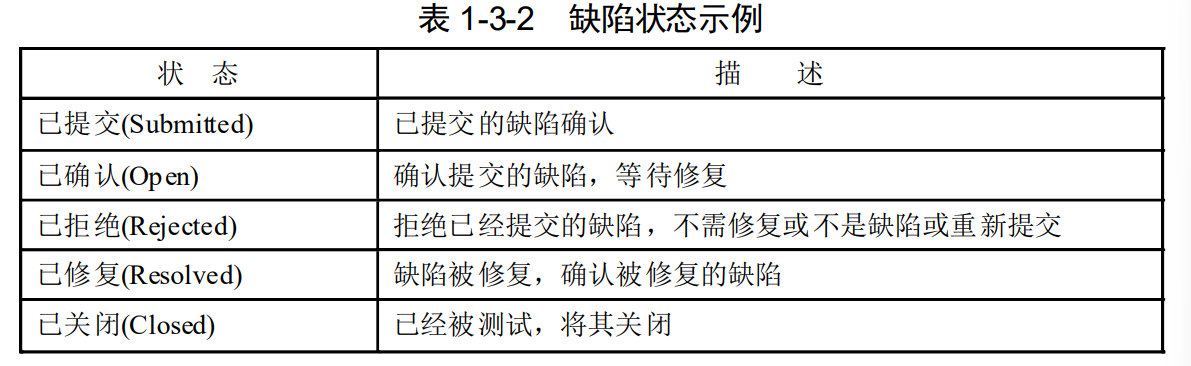 表 1-3-2 缺陷状态示例
状 态 描 述
已提交(Submitted) 已提交的缺陷确认
已确认(Open) 确认提交的缺陷，等待修复
已拒绝(Rejected) 拒绝已经提交的缺陷，不需修复或不是缺陷或重新提交
已修复(Resolved) 缺陷被修复，确认被修复的缺陷
已关闭(Closed) 已经被测试，将其关闭